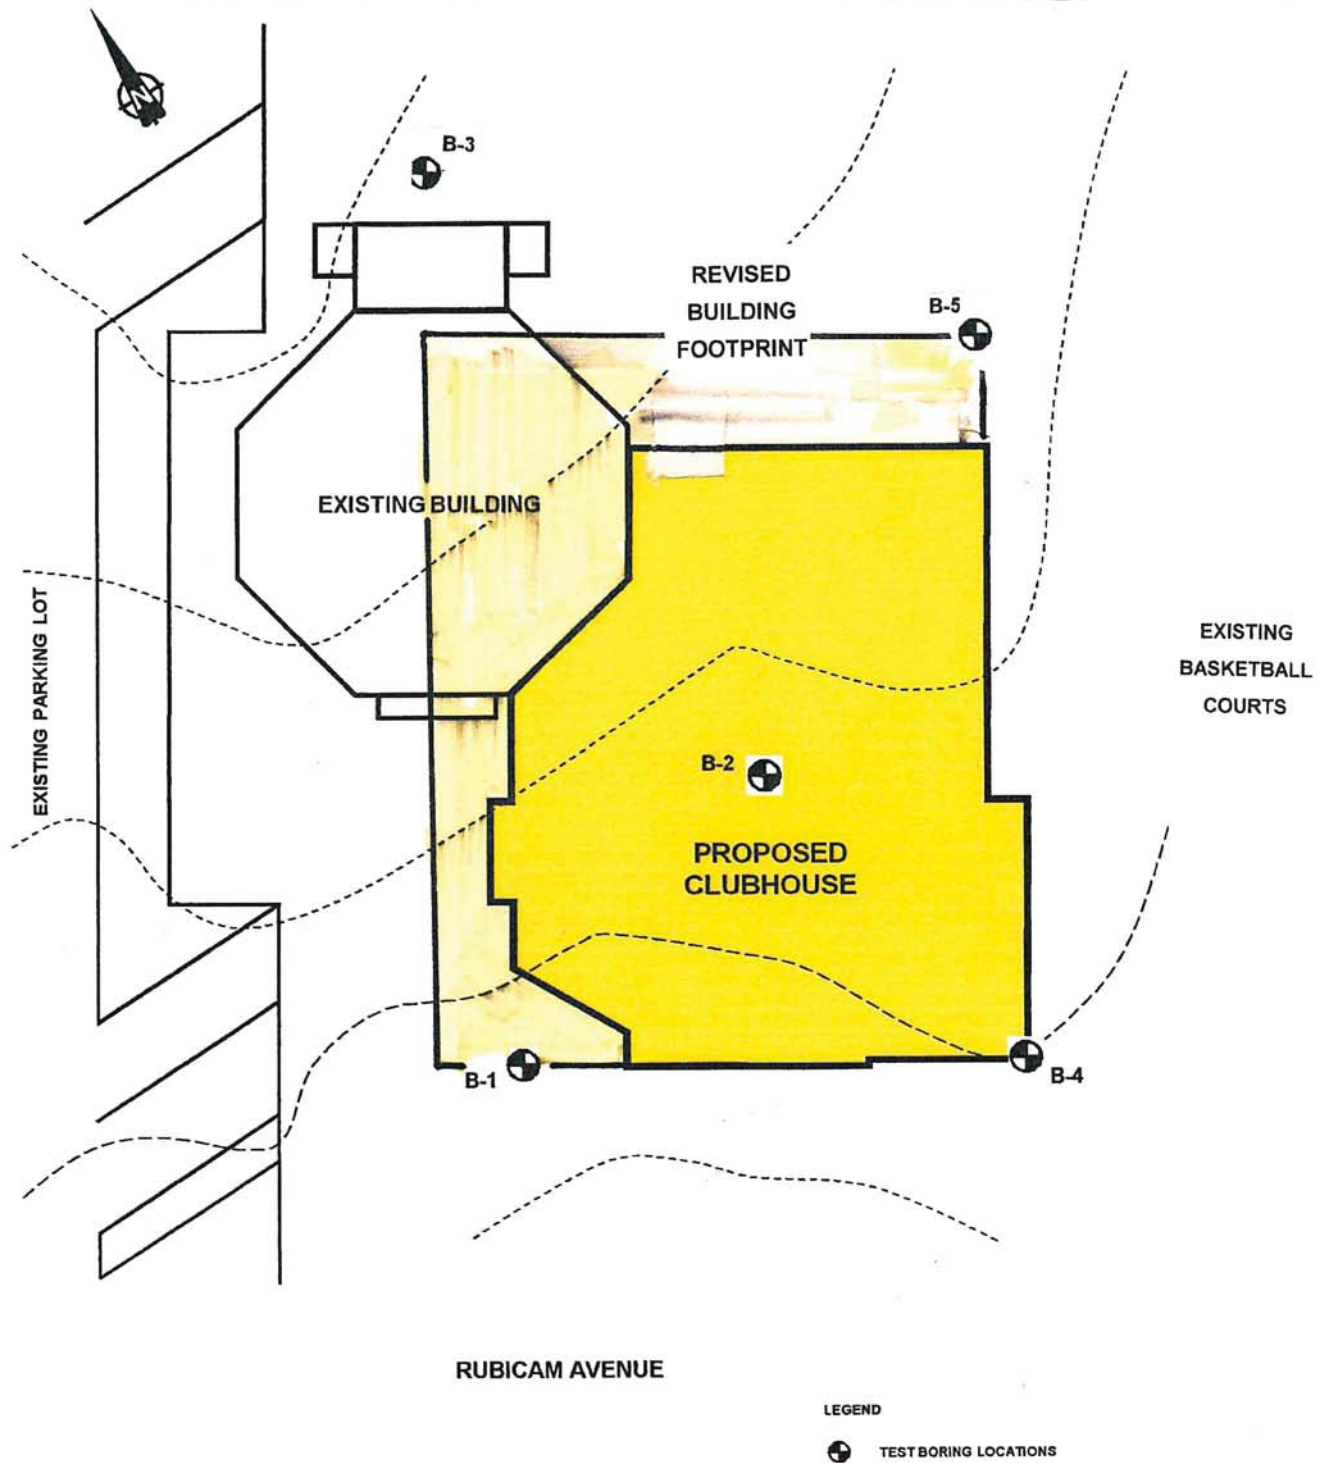 N
B-3
REVISED
BUILDING
FOOTPRINT
B-5
EXISTING BUILDING
EXISTING PARKING LOT
EXISTING
BASKETBALL
COURTS
B-2
PROPOSED
CLUBHOUSE
B-1
B-4
RUBICAM AVENUE
LEGEND
TEST BORING LOCATIONS